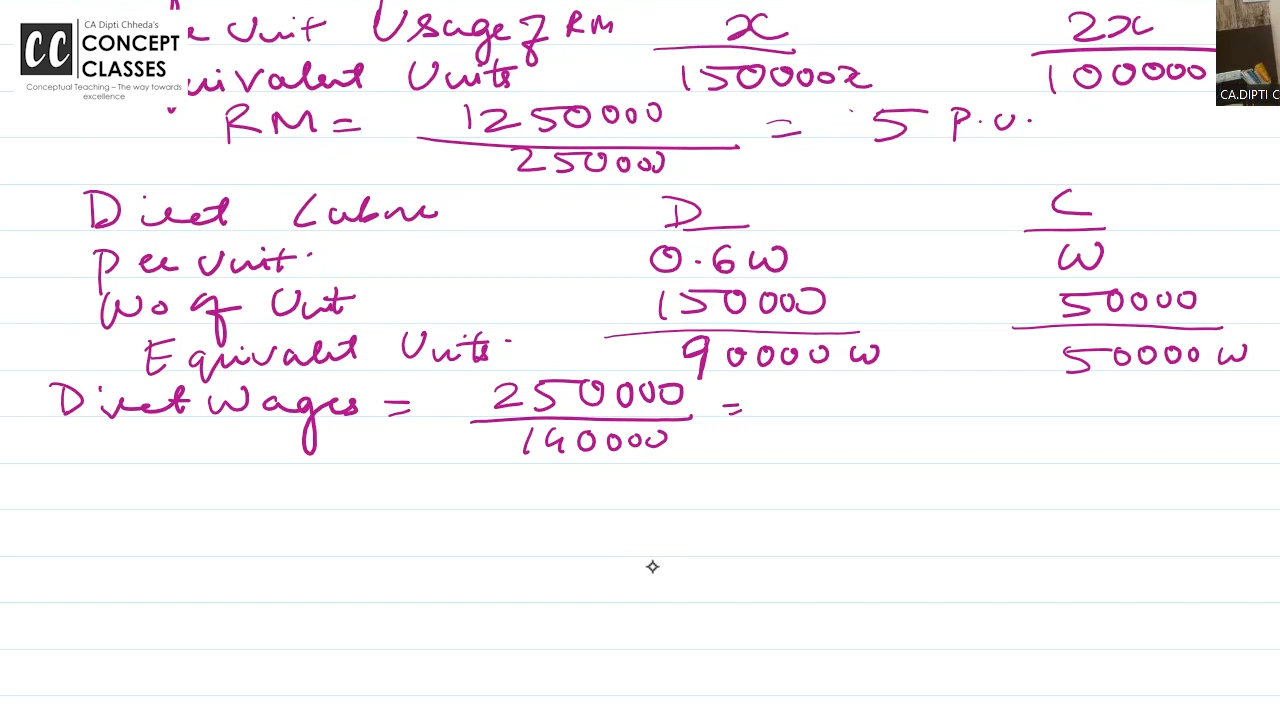 CA Dipti Chheda's
CC CONCEPT
CLASSES
Conceptual Teaching – The way towards
excellence
CA.DIPTI C
e Unit Usage of RM x 2x
uivalent Units 150000x 100000
RM = 1250000 / 250000 = 5 P.U.
Direct Labour D C
Per Unit. 0.6W W
No of Unit 150000 50000
Equivalent Units. 90000W 50000W
Direct Wages = 250000 / 140000 =